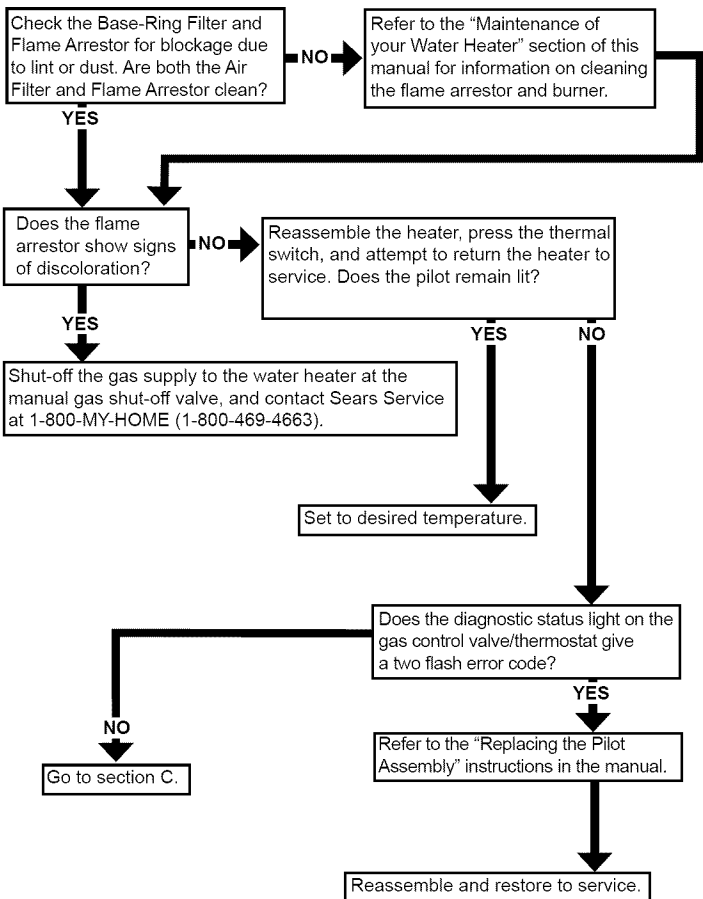 Check the Base-Ring Filter and
Flame Arrestor for blockage due
to lint or dust. Are both the Air
Filter and Flame Arrestor clean?
NO
Refer to the “Maintenance of
your Water Heater” section of this
manual for information on cleaning
the flame arrestor and burner.
YES
Does the flame
arrestor show signs
of discoloration?
NO
Reassemble the heater, press the thermal
switch, and attempt to return the heater to
service. Does the pilot remain lit?
YES
Shut-off the gas supply to the water heater at the
manual gas shut-off valve, and contact Sears Service
at 1-800-MY-HOME (1-800-469-4663).
YES
NO
Set to desired temperature.
Does the diagnostic status light on the
gas control valve/thermostat give
a two flash error code?
NO
Go to section C.
YES
Refer to the “Replacing the Pilot
Assembly” instructions in the manual.
Reassemble and restore to service.